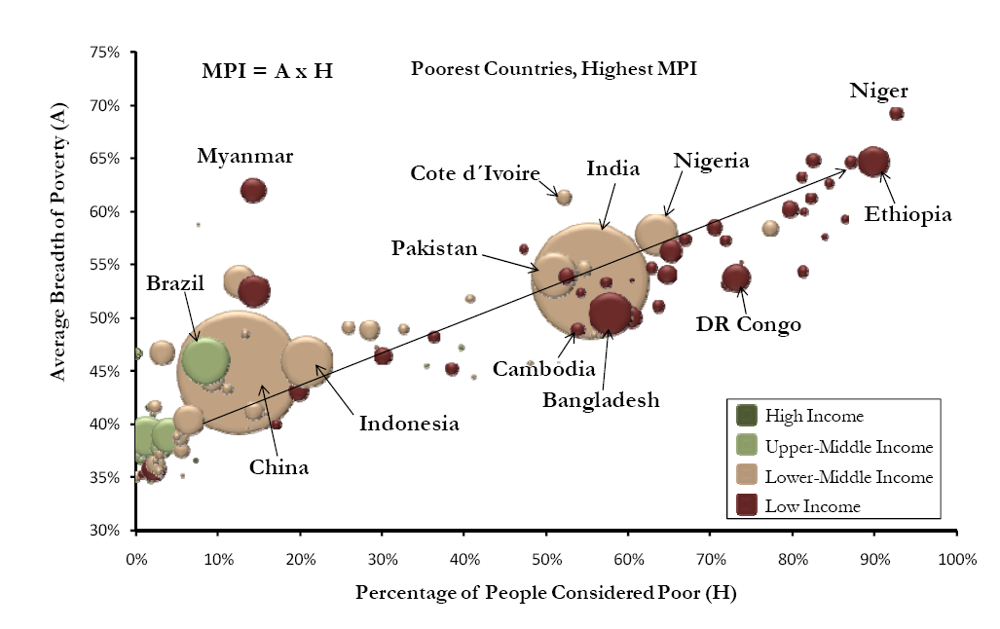 75%
MPI = A x H
Poorest Countries, Highest MPI
70%
Niger
65%
Myanmar
Cote d´Ivoire
India
Nigeria
60%
Ethiopia
55%
Pakistan
Brazil
50%
DR Congo
45%
Cambodia
Bangladesh
Indonesia
40%
China
35%
30%
Average Breadth of Poverty (A)
High Income
Upper-Middle Income
Lower-Middle Income
Low Income
0% 10% 20% 30% 40% 50% 60% 70% 80% 90% 100%
Percentage of People Considered Poor (H)